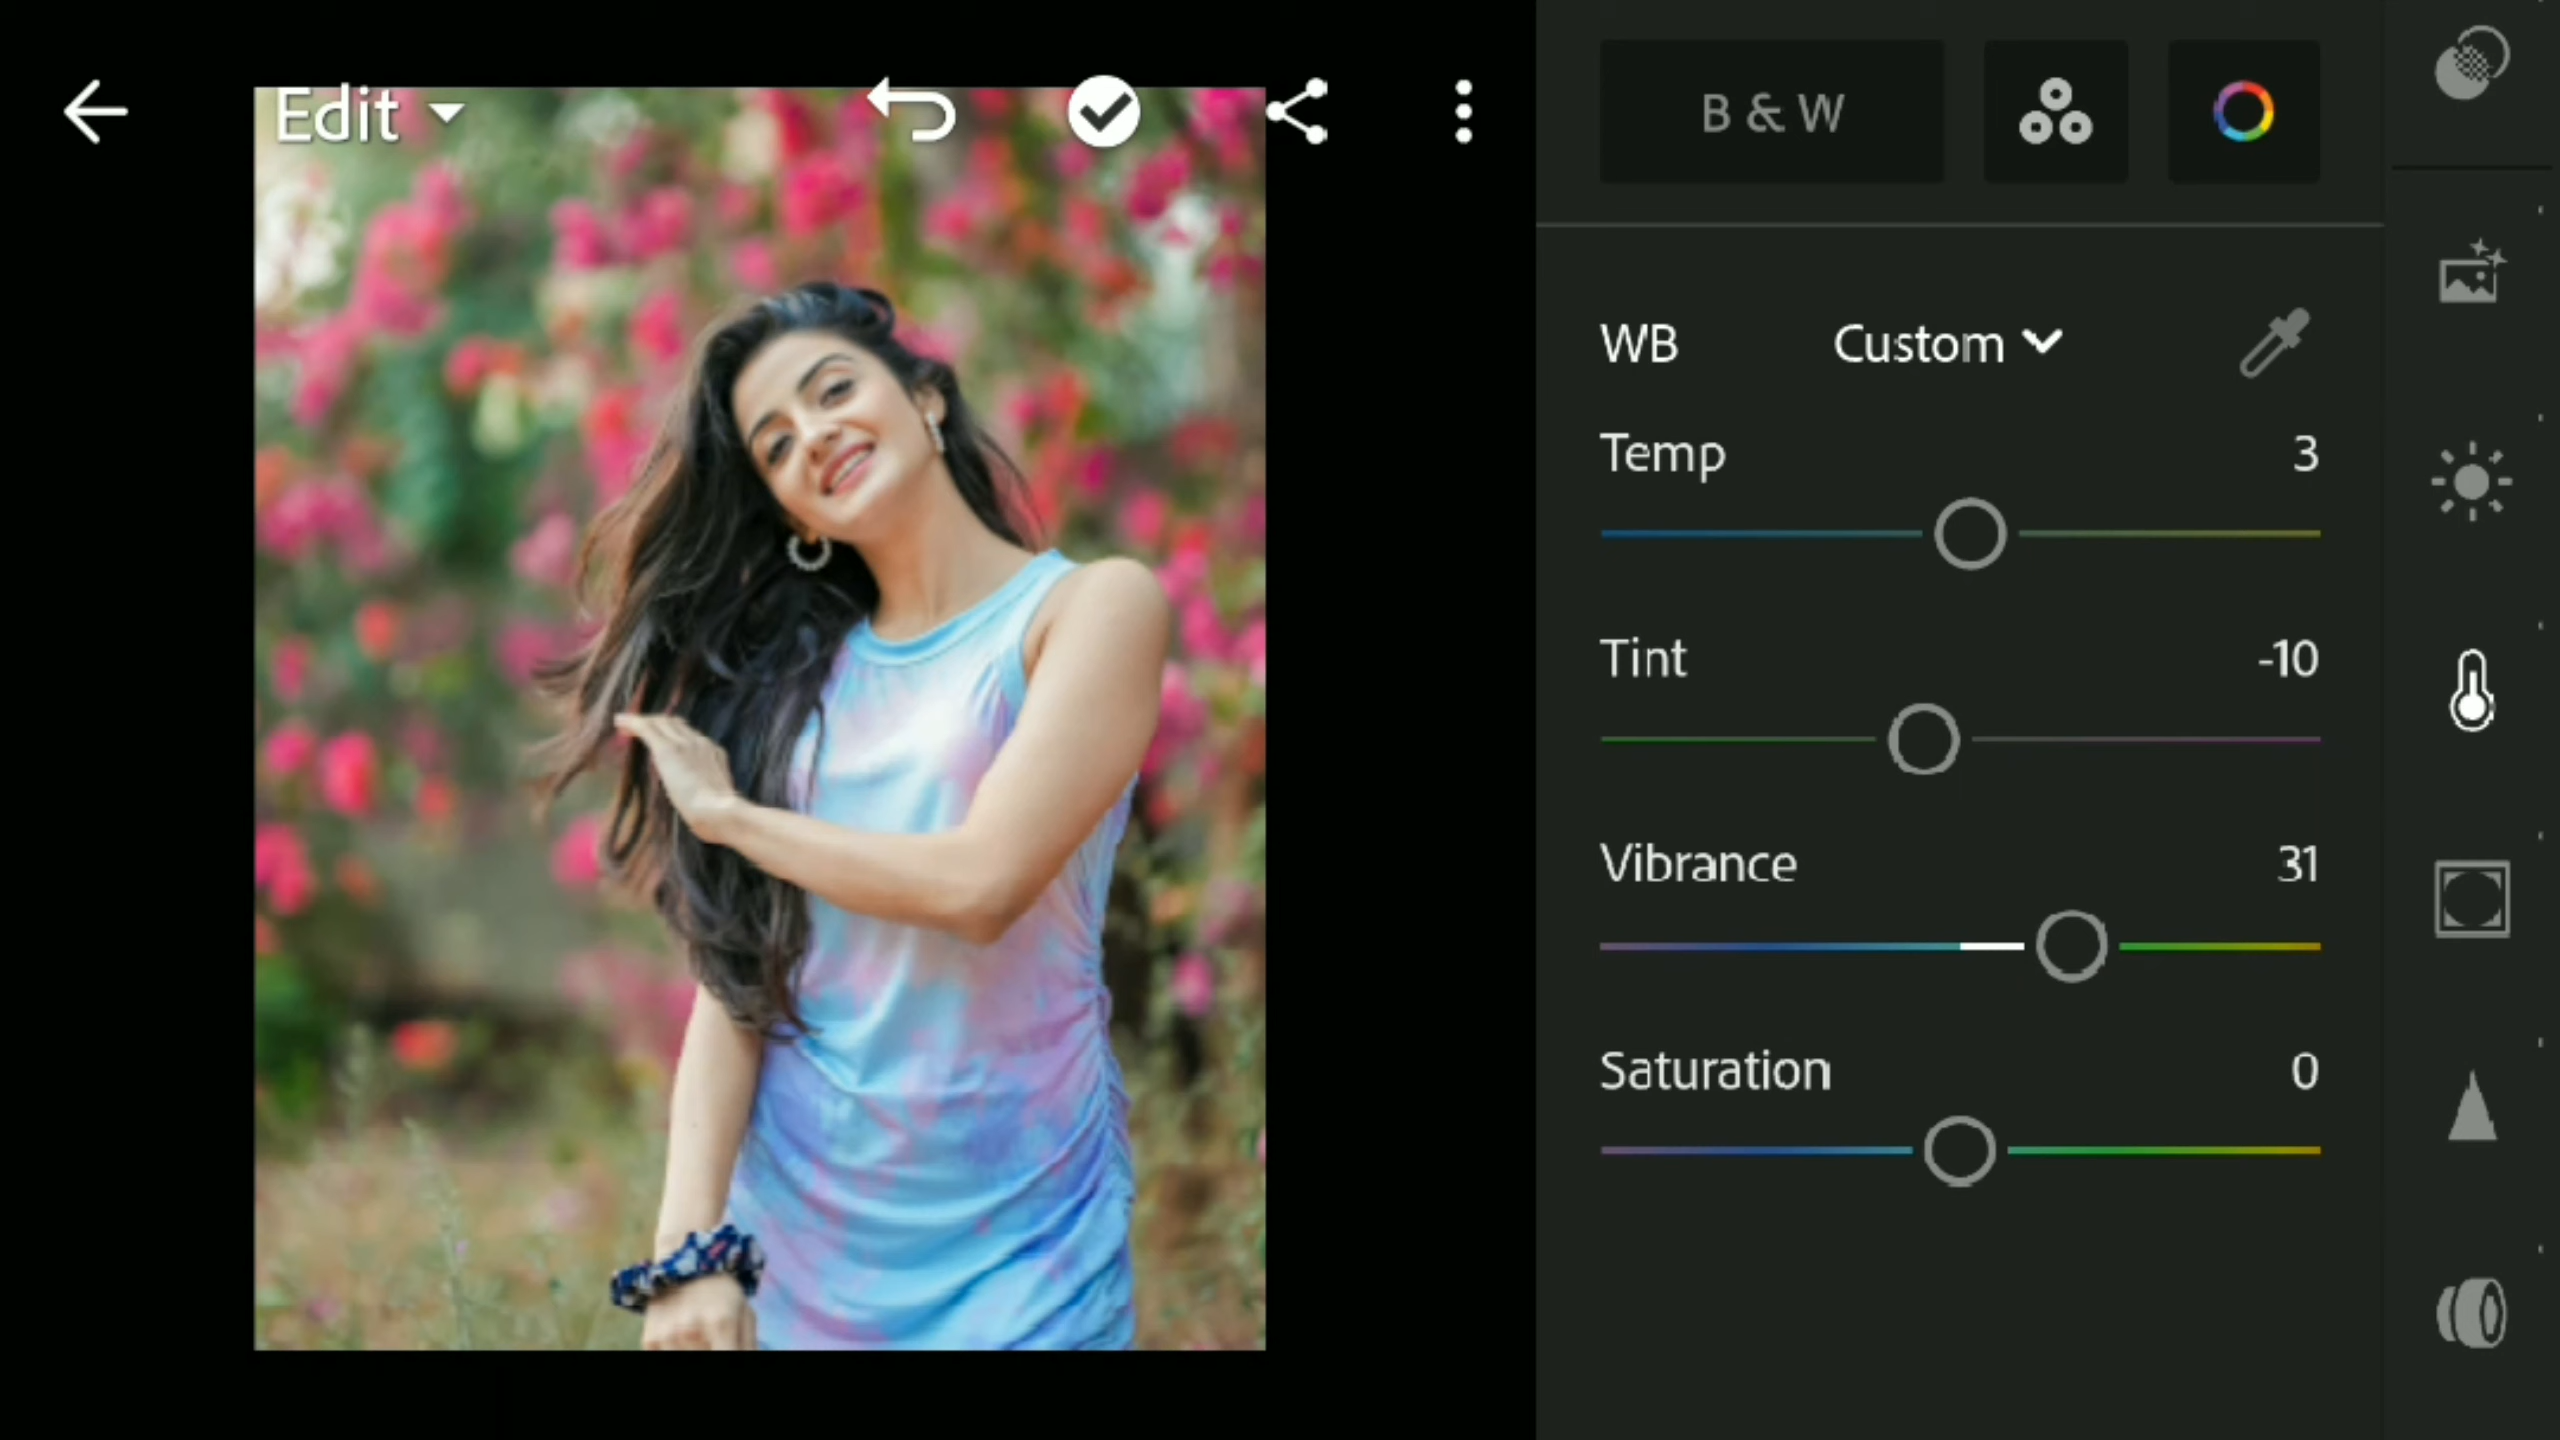 Edit
B & W
WB Custom
Temp 3
Tint -10
Vibrance 31
Saturation 0